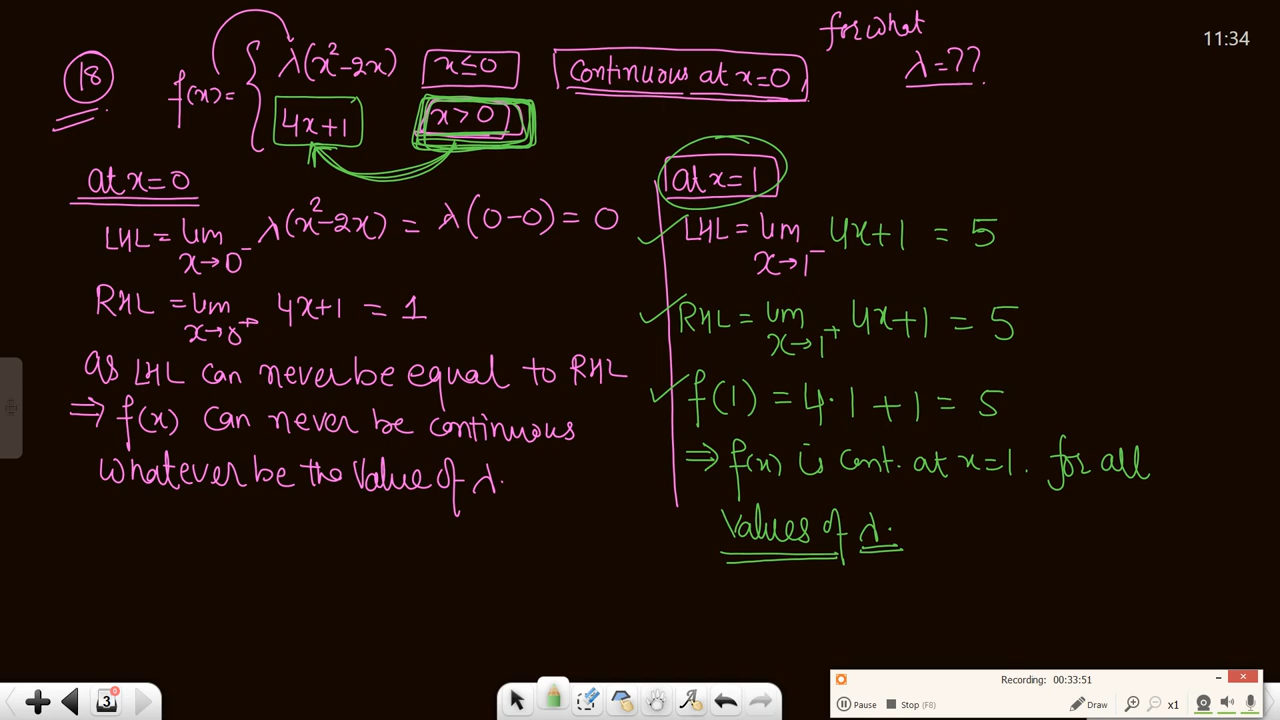 for what
11:34
18
f(x)= { λ(x²-2x) x≤0 Continuous at x=0 λ=??
4x+1 x>0
at x=0
LHL = lim x→0⁻ λ(x²-2x) = λ(0-0) = 0
RHL = lim x→0⁺ 4x+1 = 1
as LHL can never be equal to RHL
⇒ f(x) can never be continuous
whatever be the value of λ.
at x=1
LHL = lim x→1⁻ 4x+1 = 5
RHL = lim x→1⁺ 4x+1 = 5
f(1) = 4·1 + 1 = 5
⇒ f(x) is cont. at x=1. for all
values of λ.
3
Recording: 00:33:51
Pause Stop (F8) Draw x1